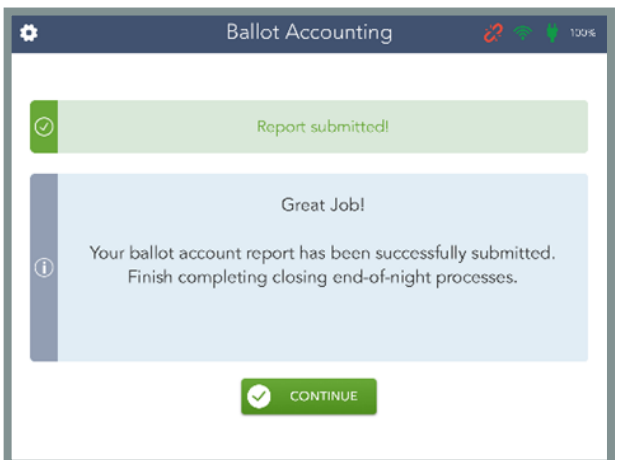 Ballot Accounting
100%
Report submitted!
Great Job!
Your ballot account report has been successfully submitted.
Finish completing closing end-of-night processes.
CONTINUE